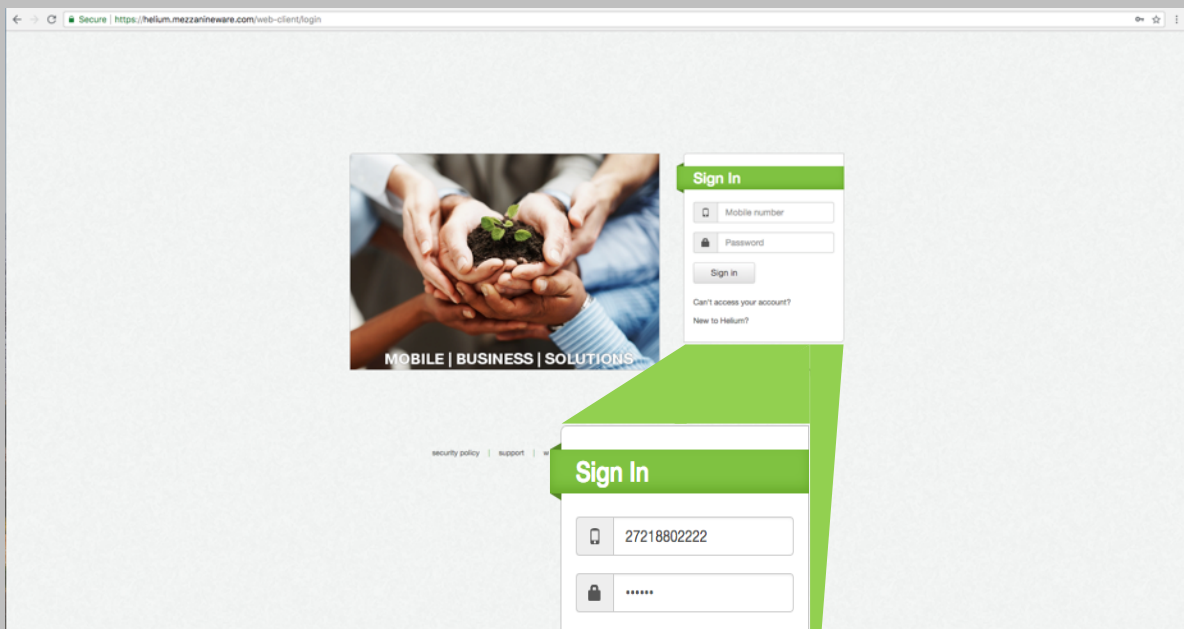 Secure | https://helium.mezzanineware.com/web-client/login
Sign In
Mobile number
Password
Sign in
Can't access your account?
New to Helium?
MOBILE | BUSINESS | SOLUTIONS
security policy | support | w
Sign In
27218802222
••••••